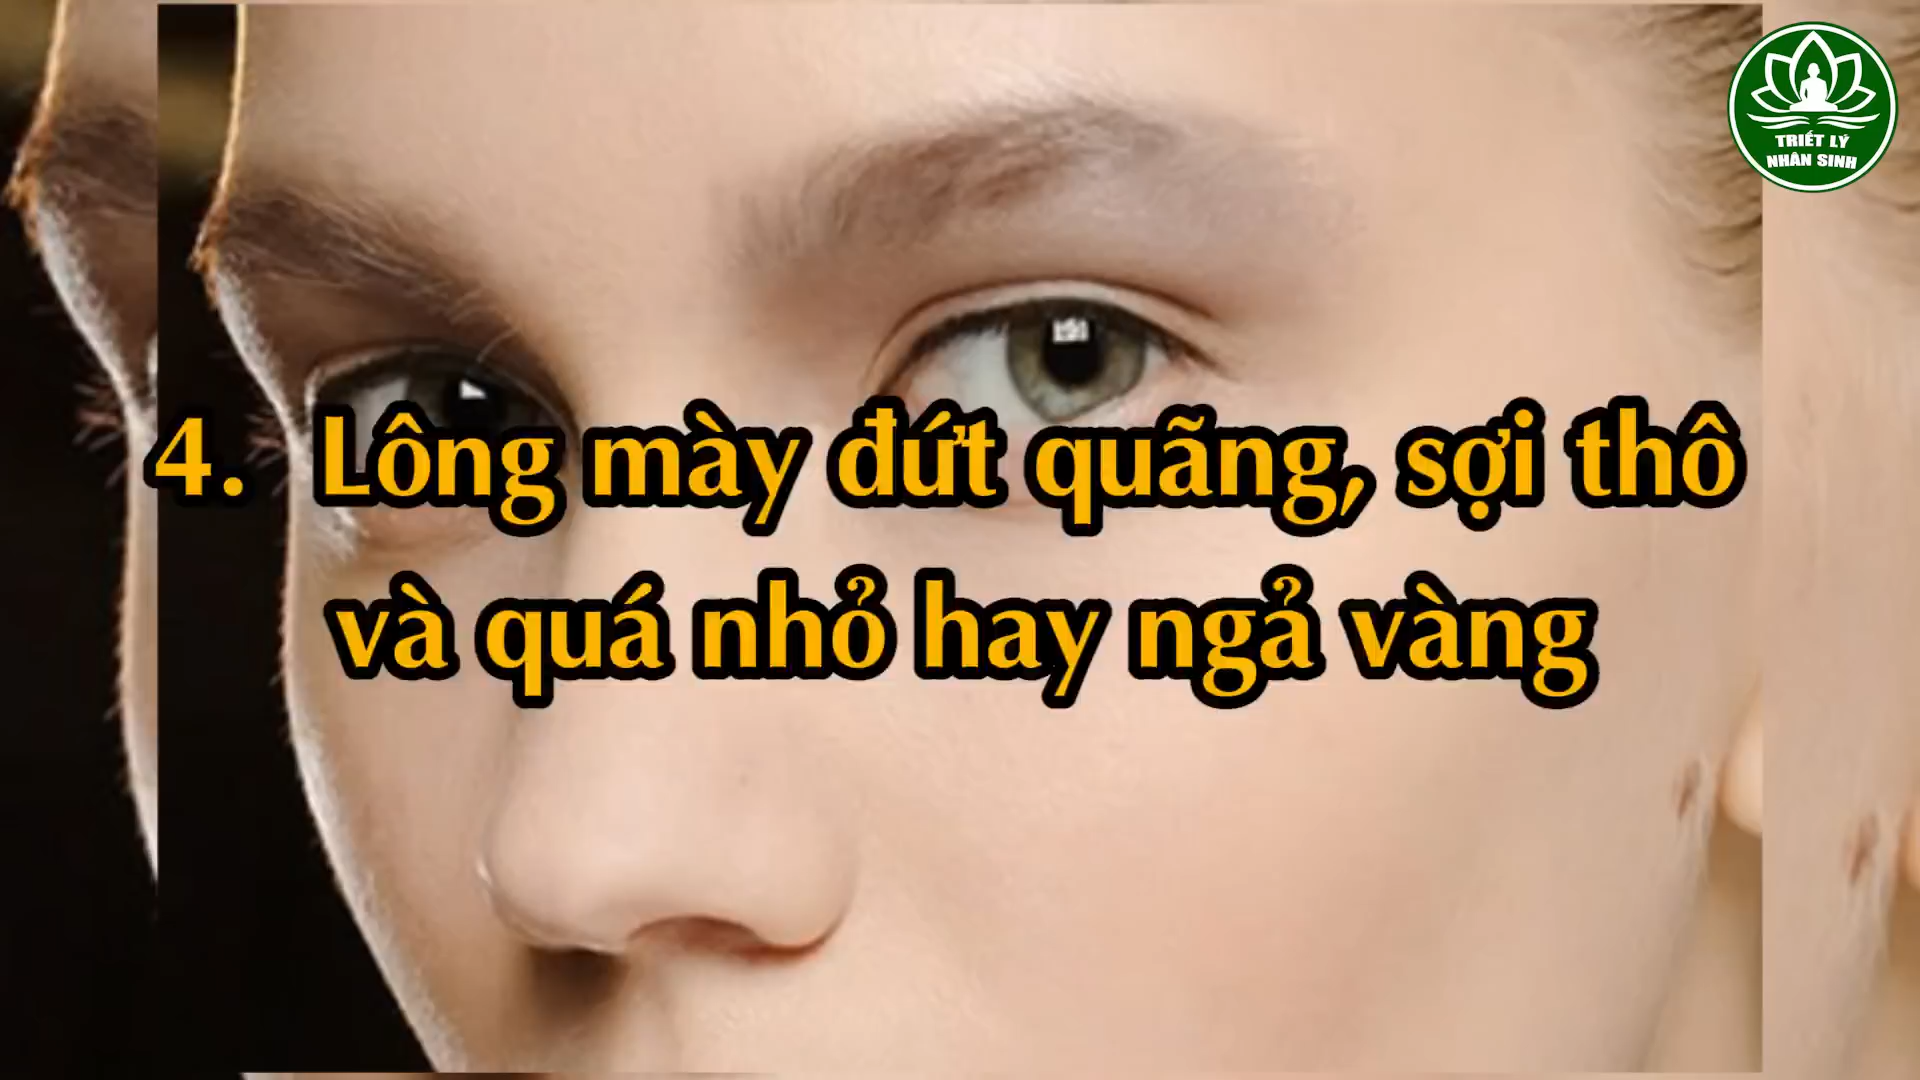 TRIẾT LÝ
NHÂN SINH
4. Lông mày đứt quãng, sợi thô
và quá nhỏ hay ngả vàng